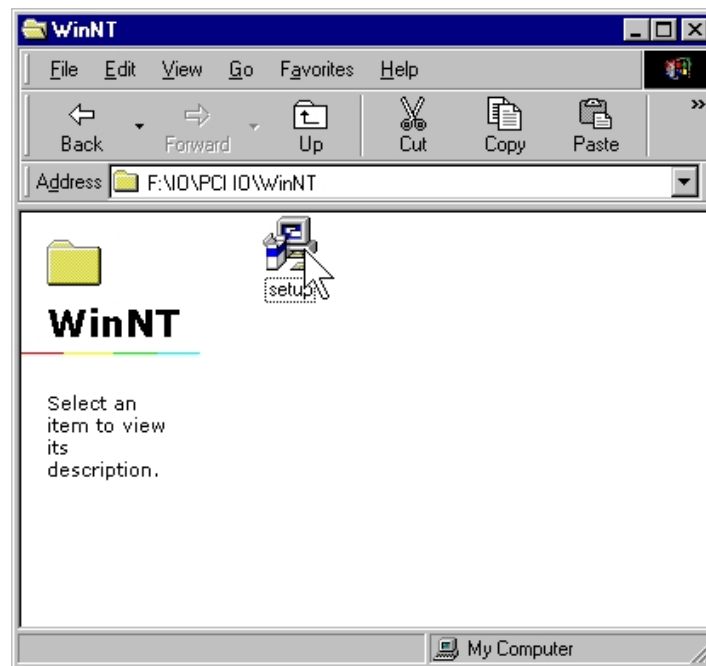 WinNT
File Edit View Go Favorites Help
Back Forward Up Cut Copy Paste »
Address F:\IO\PCI IO\WinNT
setup
WinNT
Select an
item to view
its
description.
My Computer